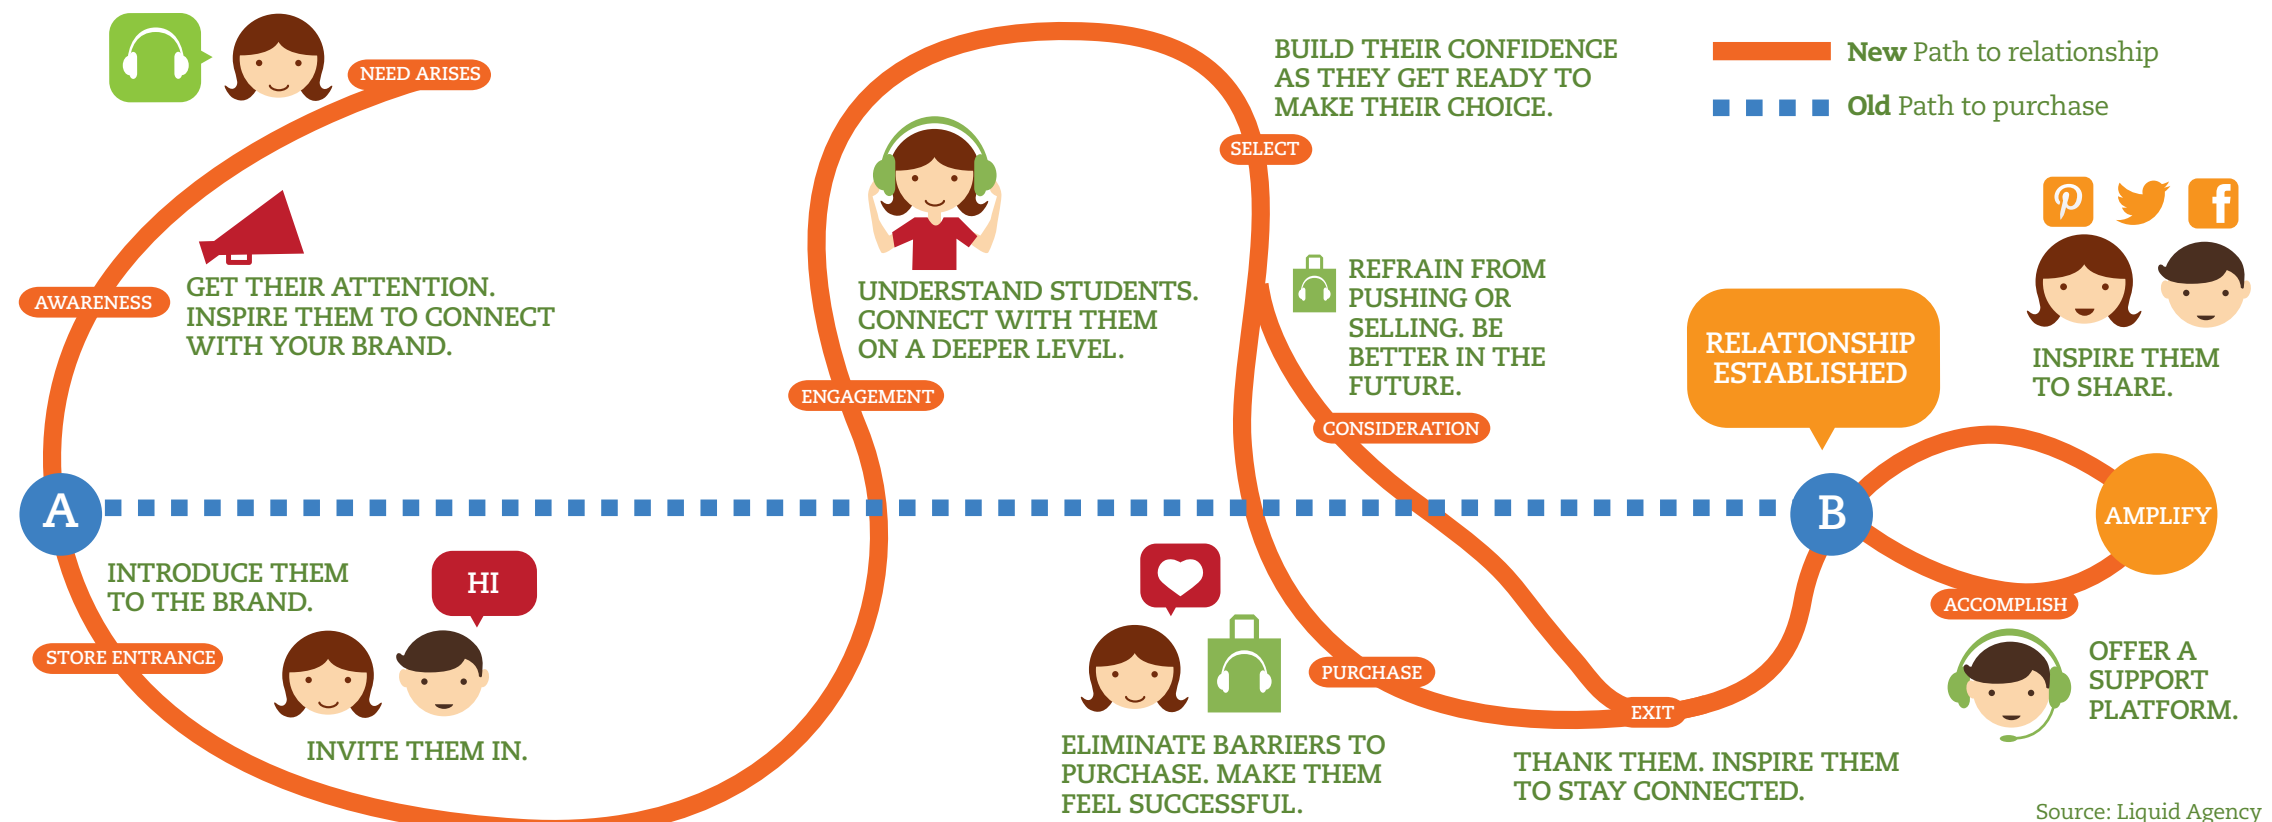 NEED ARISES
AWARENESS
GET THEIR ATTENTION.
INSPIRE THEM TO CONNECT
WITH YOUR BRAND.
A
INTRODUCE THEM
TO THE BRAND.
HI
STORE ENTRANCE
INVITE THEM IN.
UNDERSTAND STUDENTS.
CONNECT WITH THEM
ON A DEEPER LEVEL.
ENGAGEMENT
BUILD THEIR CONFIDENCE
AS THEY GET READY TO
MAKE THEIR CHOICE.
SELECT
REFRAIN FROM
PUSHING OR
SELLING. BE
BETTER IN THE
FUTURE.
CONSIDERATION
PURCHASE
ELIMINATE BARRIERS TO
PURCHASE. MAKE THEM
FEEL SUCCESSFUL.
EXIT
THANK THEM. INSPIRE THEM
TO STAY CONNECTED.
New Path to relationship
Old Path to purchase
RELATIONSHIP
ESTABLISHED
B
INSPIRE THEM
TO SHARE.
AMPLIFY
ACCOMPLISH
OFFER A
SUPPORT
PLATFORM.
Source: Liquid Agency